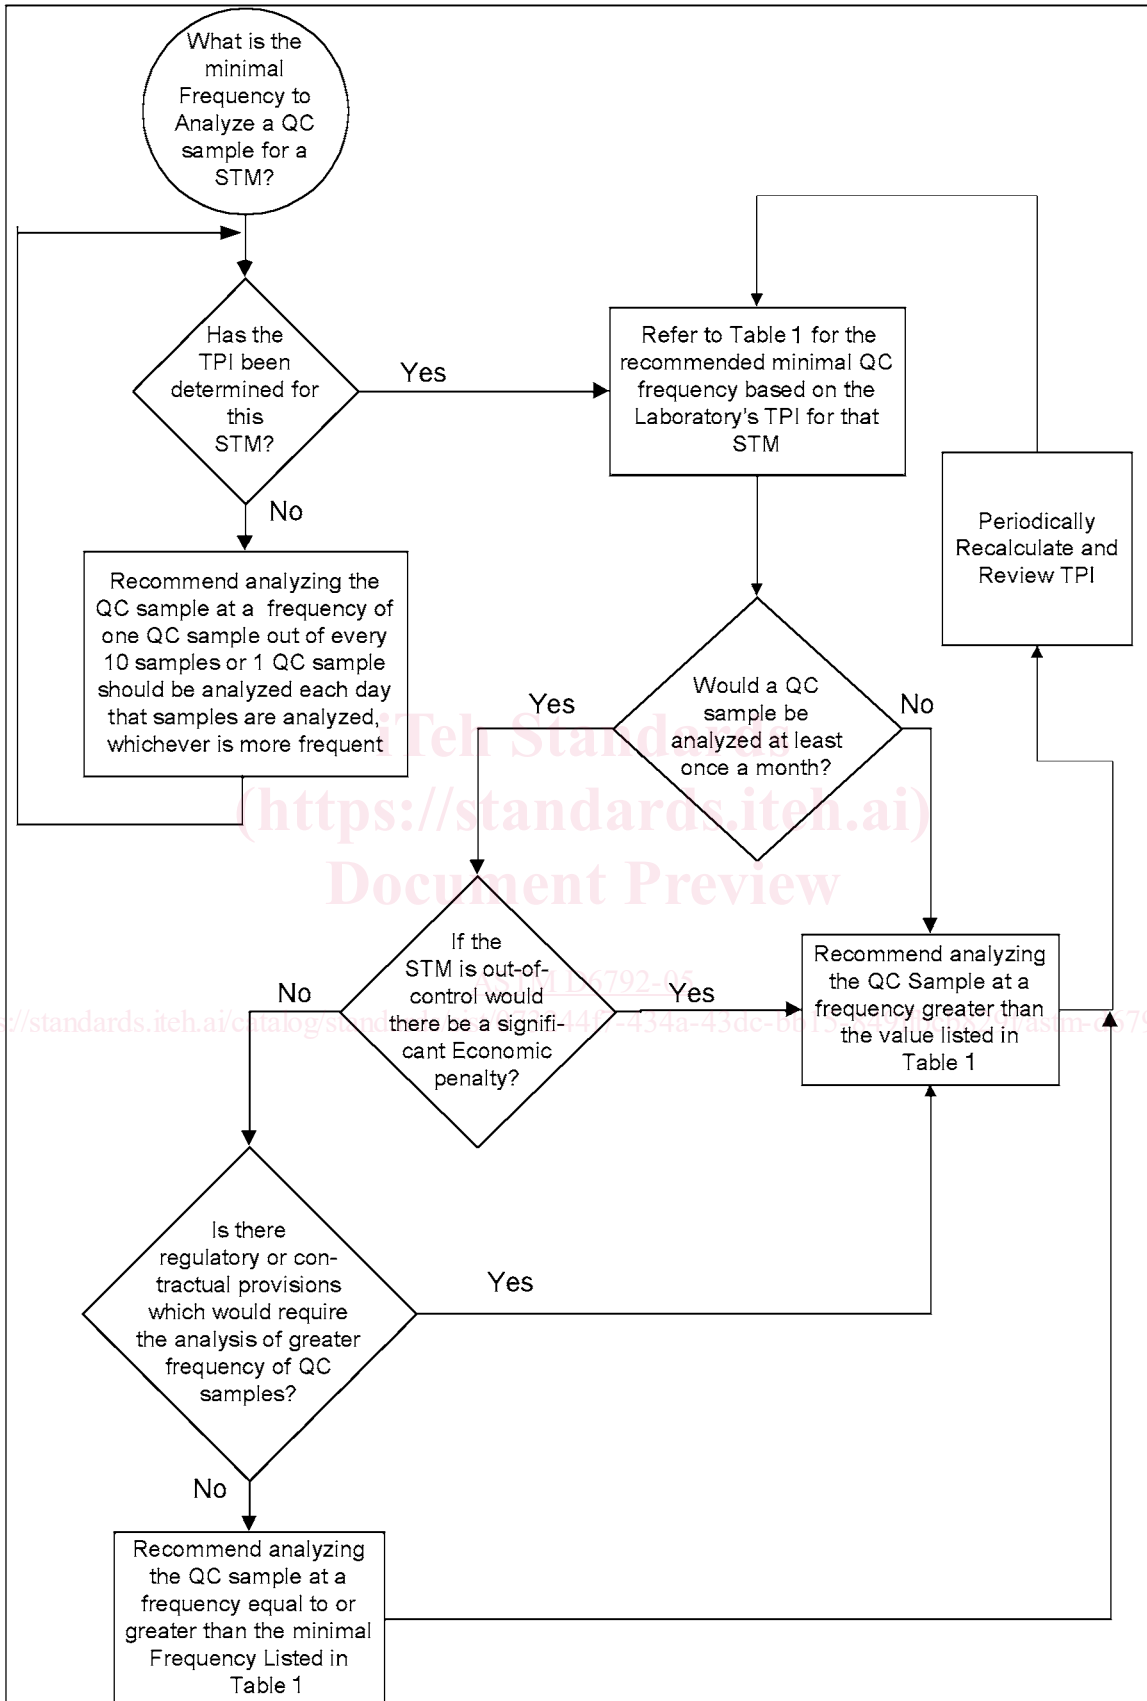 What is the
minimal
Frequency to
Analyze a QC
sample for a
STM?
Has the
TPI been
determined for
this
STM?
Yes
Refer to Table 1 for the
recommended minimal QC
frequency based on the
Laboratory's TPI for that
STM
No
Recommend analyzing the
QC sample at a frequency of
one QC sample out of every
10 samples or 1 QC sample
should be analyzed each day
that samples are analyzed,
whichever is more frequent
Periodically
Recalculate and
Review TPI
Would a QC
sample be
analyzed at least
once a month?
Yes
No
iTeh Standards
(https://standards.iteh.ai)
Document Preview
If the
STM is out-of-
control would
there be a signifi-
cant Economic
penalty?
No
Yes
ASTM D6792-05
Recommend analyzing
the QC Sample at a
frequency greater than
the value listed in
Table 1
Is there
regulatory or con-
tractual provisions
which would require
the analysis of greater
frequency of QC
samples?
Yes
No
Recommend analyzing
the QC sample at a
frequency equal to or
greater than the minimal
Frequency Listed in
Table 1